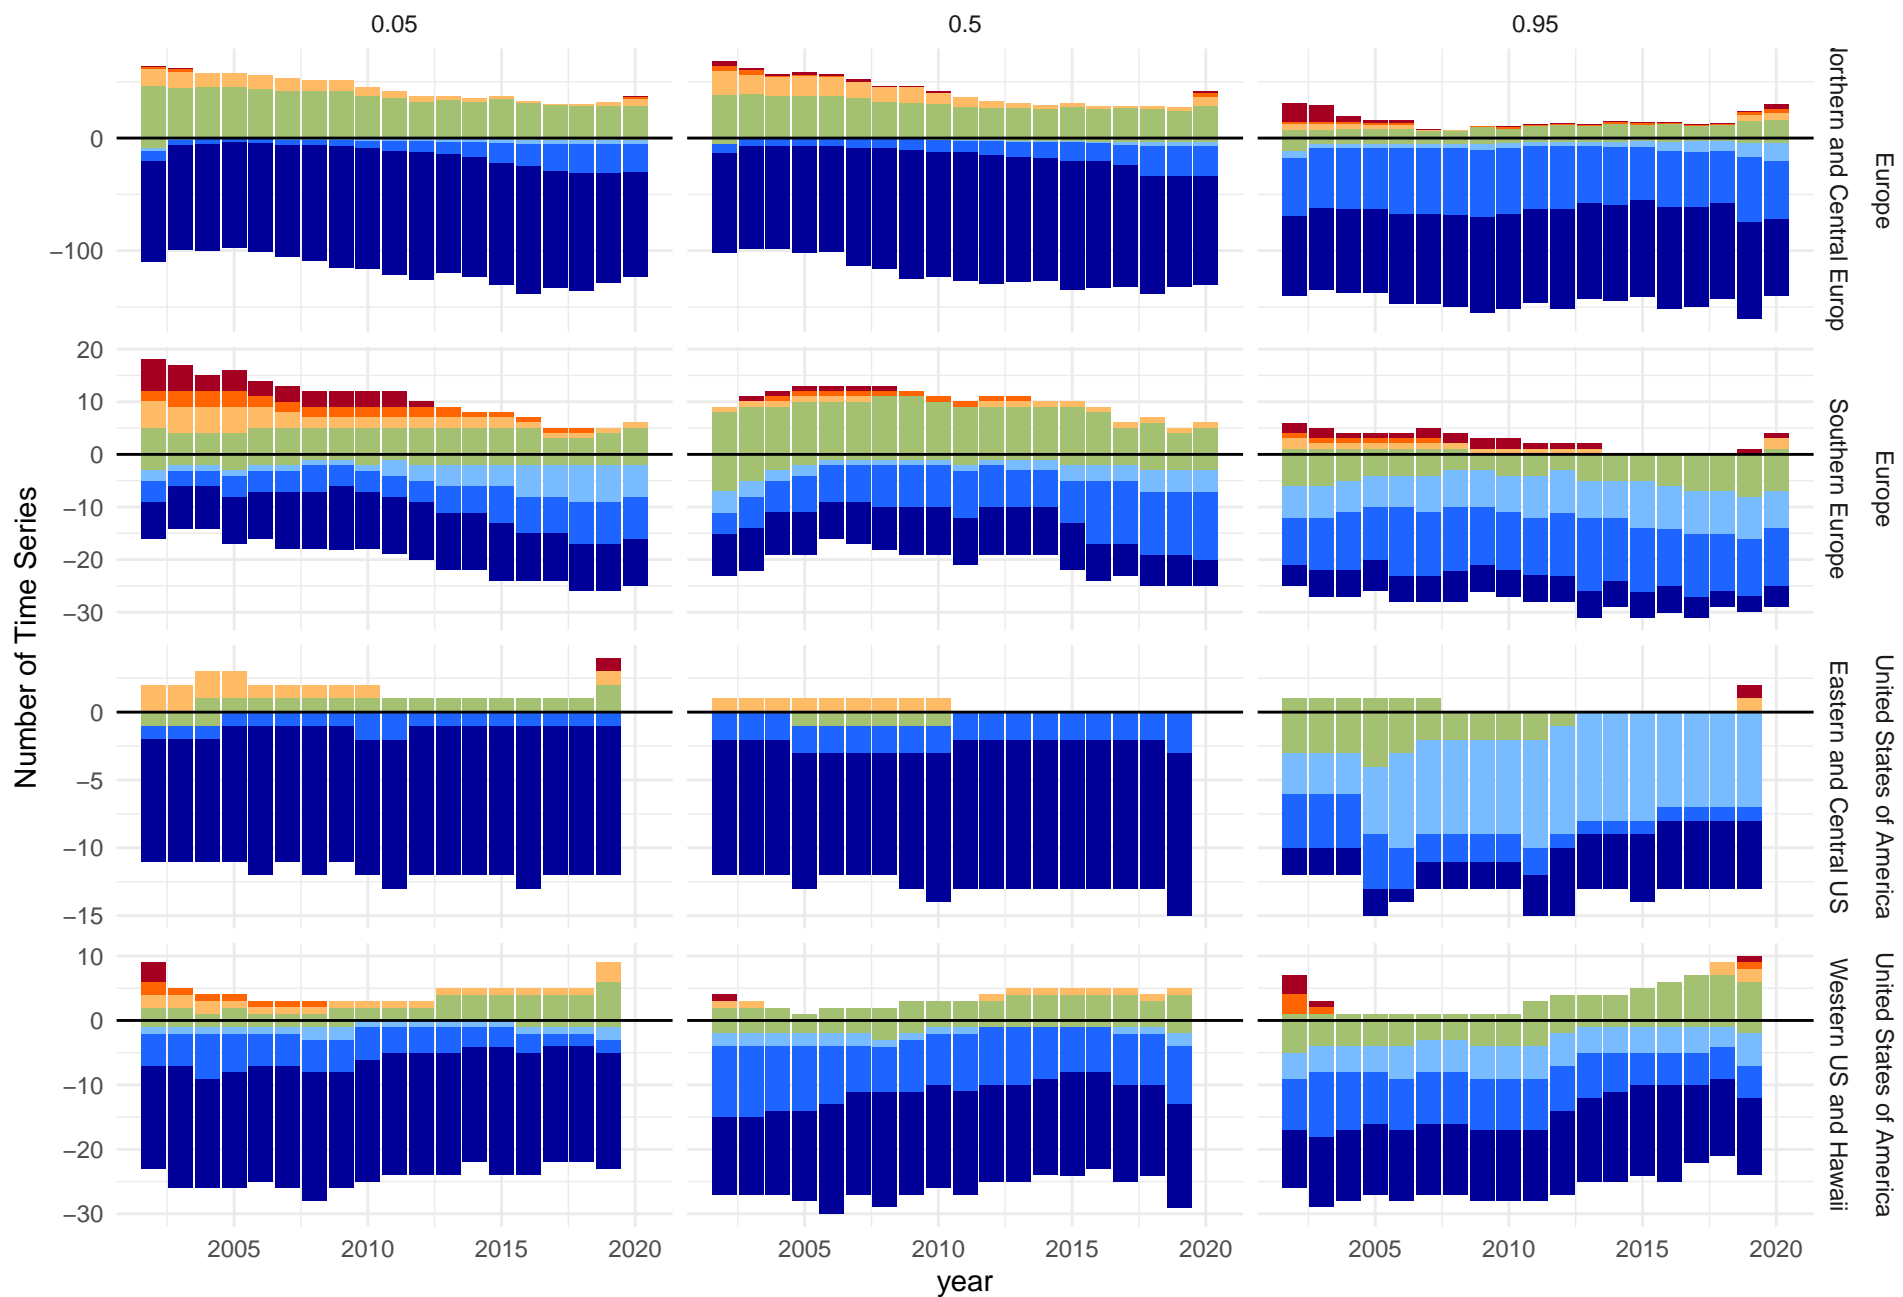 0.05 0.5 0.95
0
−100
orthern and Central Europ
Europe
20
10
0
−10
−20
−30
Southern Europe
Europe
0
−5
−10
−15
Eastern and Central US
United States of America
10
0
−10
−20
−30
Western US and Hawaii
United States of America
Number of Time Series
2005 2010 2015 2020 2005 2010 2015 2020 2005 2010 2015 2020
year